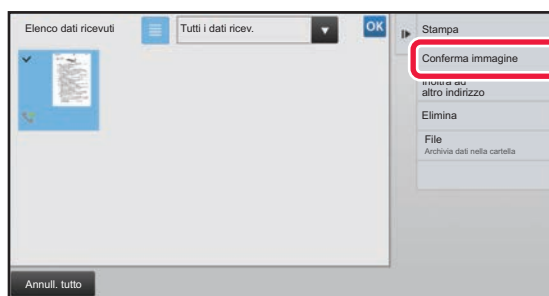 Elenco dati ricevuti
Tutti i dati ricev.
OK
Stampa
Conferma immagine
Inoltra ad
altro indirizzo
Elimina
File
Archivia dati nella cartella
Annull. tutto